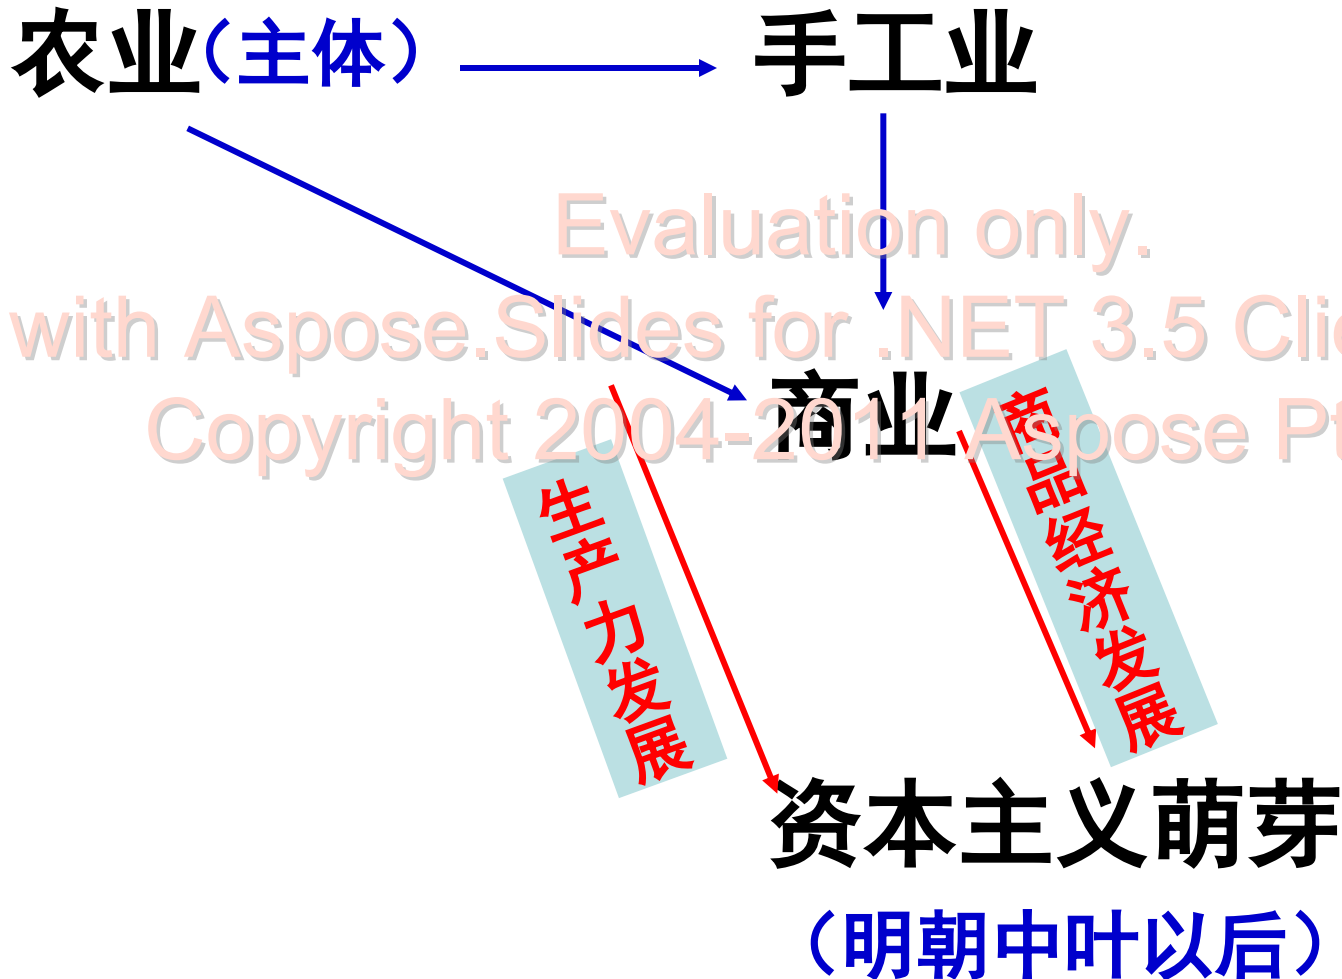 农业（主体）
手工业
Evaluation only.
with Aspose.Slides for .NET 3.5 Clie
Copyright 2004-2011 Aspose Pt
商业
生产力发展
商品经济发展
资本主义萌芽
（明朝中叶以后）